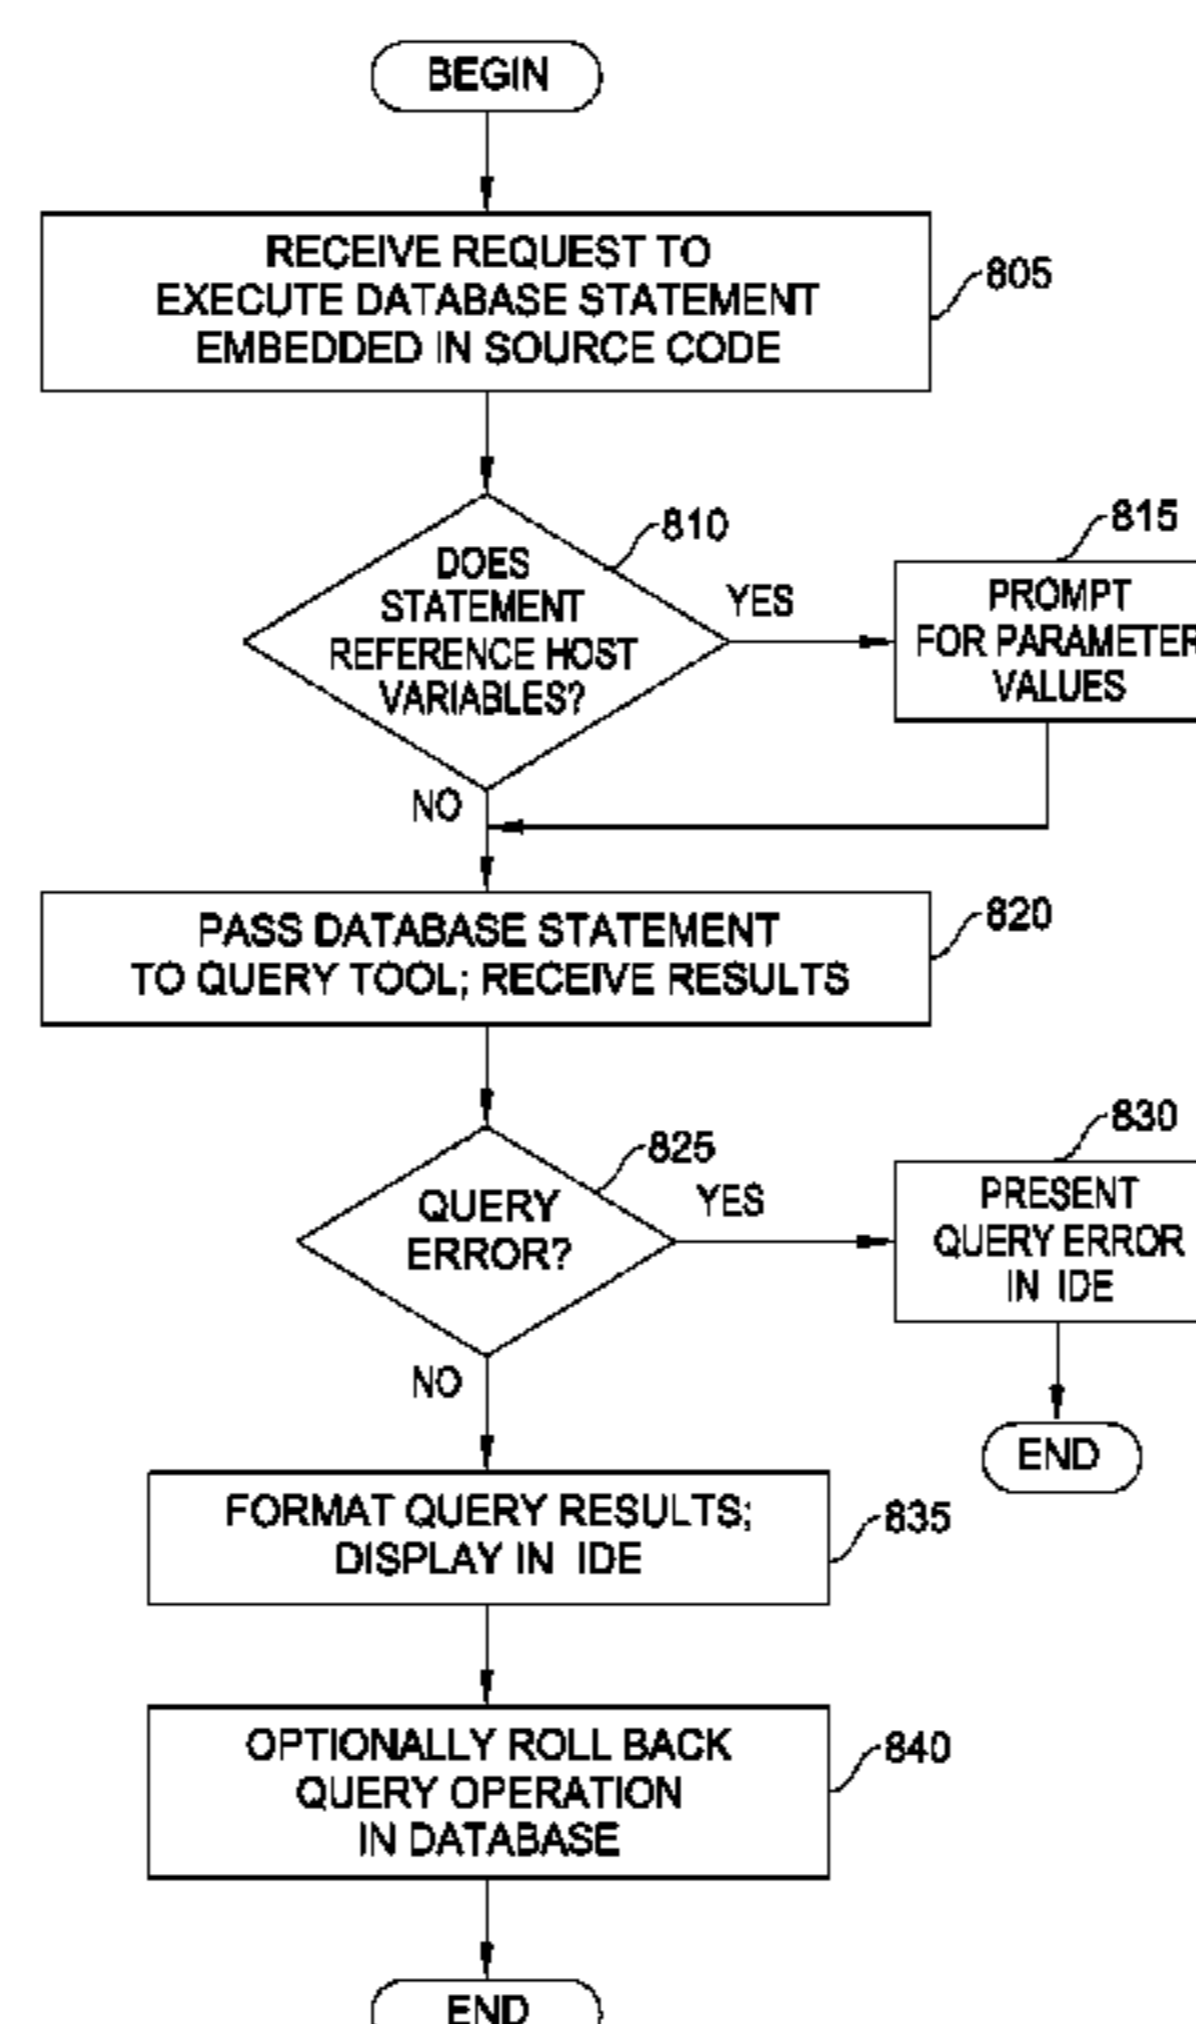 BEGIN
RECEIVE REQUEST TO
EXECUTE DATABASE STATEMENT
EMBEDDED IN SOURCE CODE
805
810
DOES
STATEMENT
REFERENCE HOST
VARIABLES?
YES
815
PROMPT
FOR PARAMETER
VALUES
NO
PASS DATABASE STATEMENT
TO QUERY TOOL; RECEIVE RESULTS
820
825
QUERY
ERROR?
YES
830
PRESENT
QUERY ERROR
IN IDE
END
NO
FORMAT QUERY RESULTS;
DISPLAY IN IDE
835
OPTIONALLY ROLL BACK
QUERY OPERATION
IN DATABASE
840
END